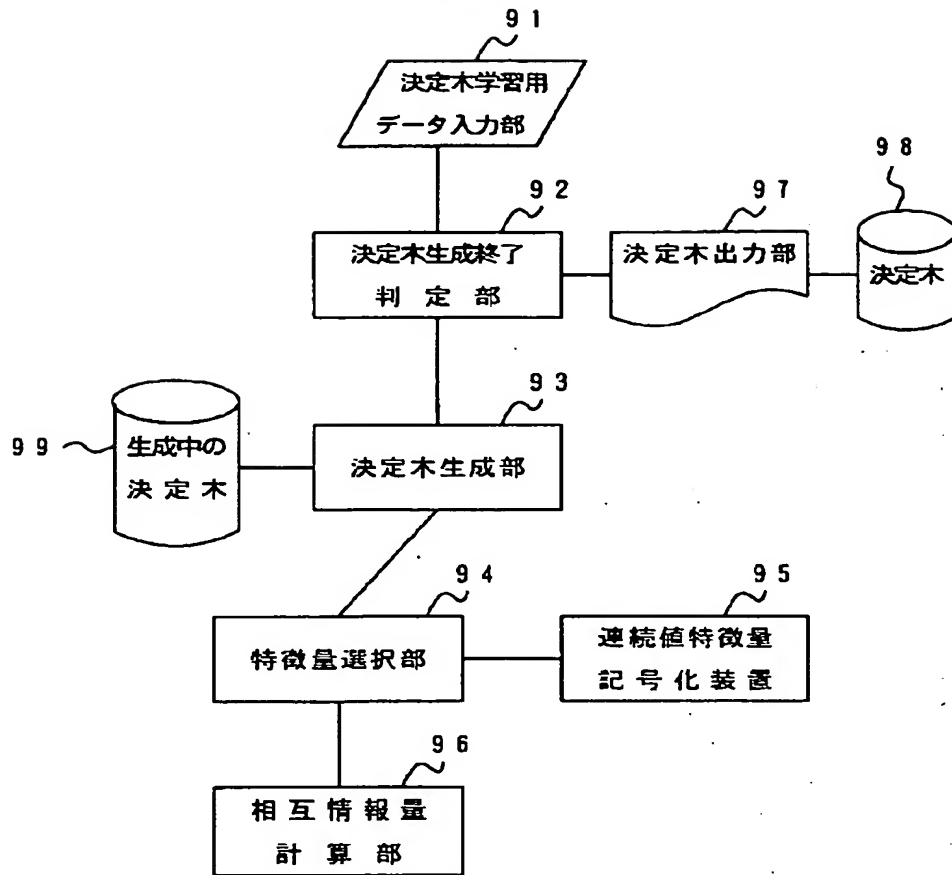 91
決定木学習用
データ入力部
98
92
97
決定木生成終了
判定部
決定木出力部
決定木
93
99
生成中の
決定木
決定木生成部
94
95
特徴量選択部
連続値特徴量
記号化装置
96
相互情報量
計算部